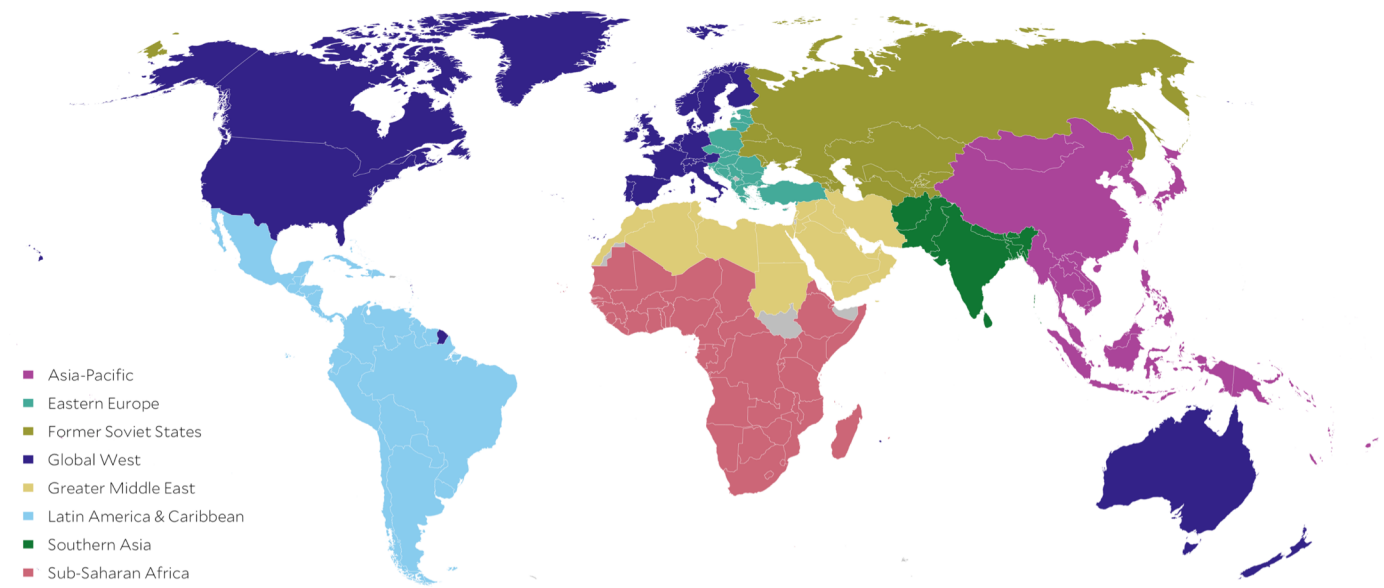 Asia-Pacific
Eastern Europe
Former Soviet States
Global West
Greater Middle East
Latin America & Caribbean
Southern Asia
Sub-Saharan Africa